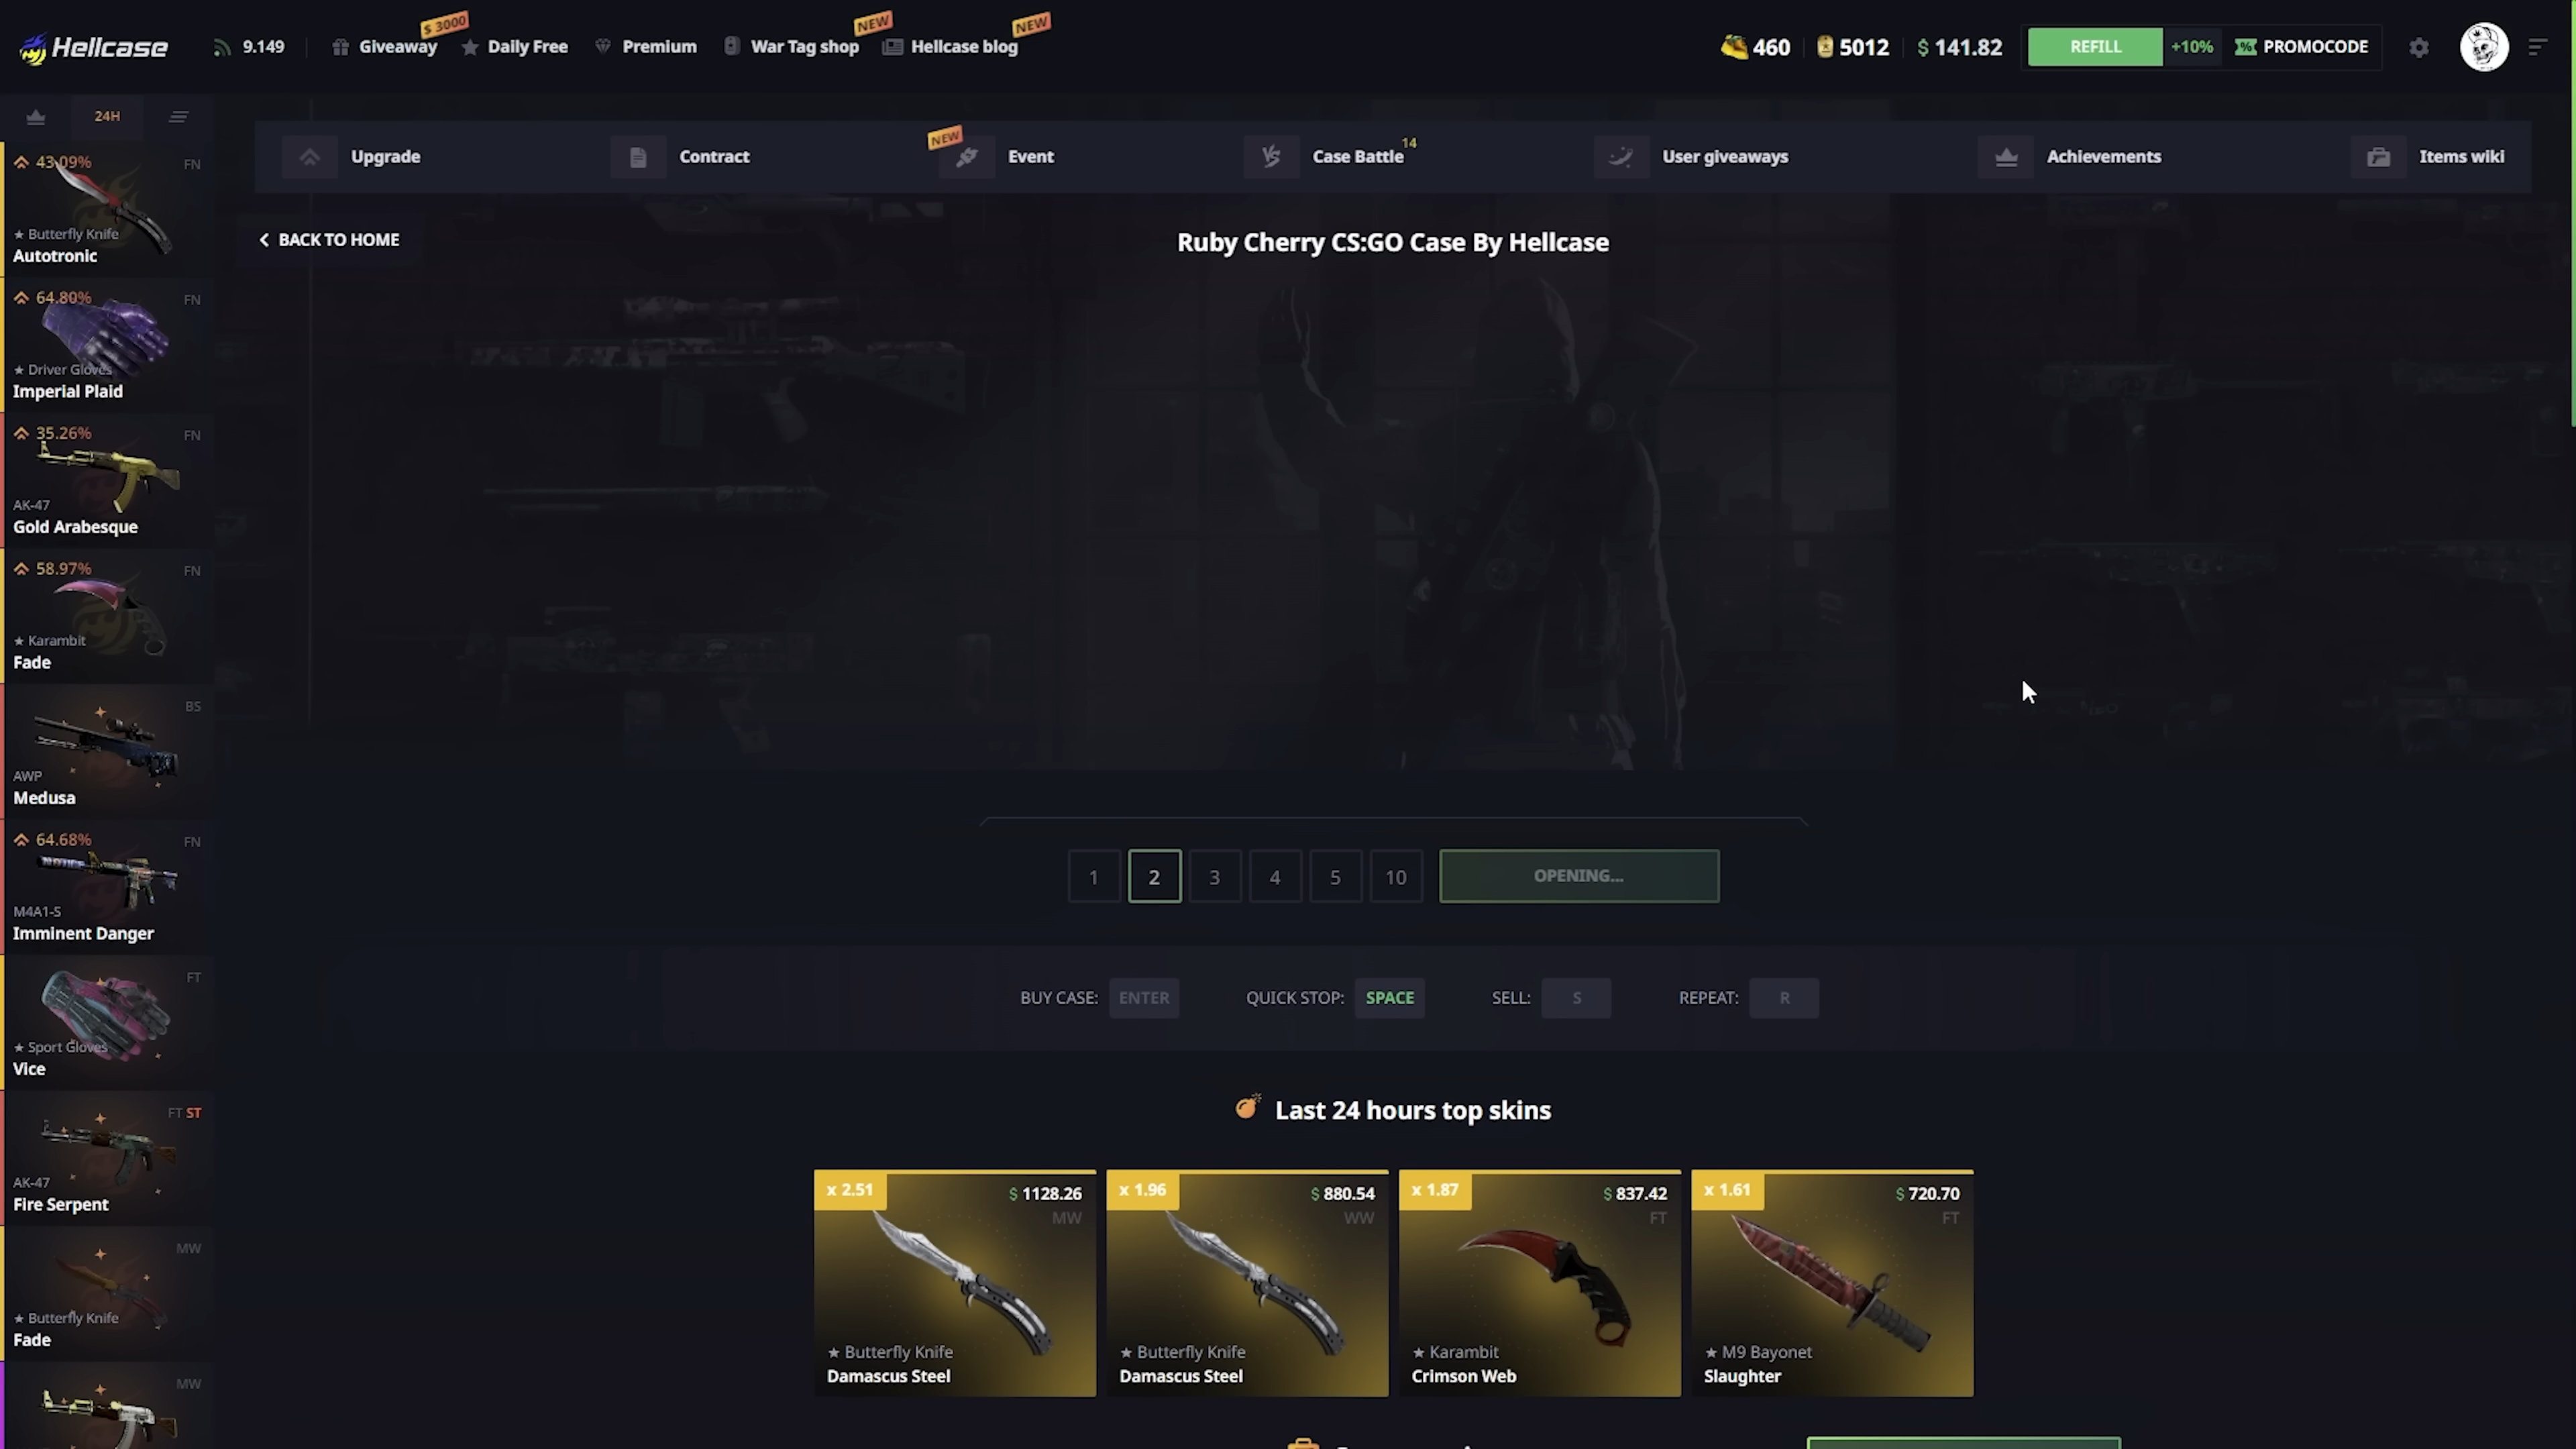 Hellcase
9.149
Giveaway
$ 3000
Daily Free
Premium
War Tag shop
NEW
Hellcase blog
NEW
460
5012
$ 141.82
REFILL
+10%
PROMOCODE
24H
Upgrade
Contract
NEW
Event
Case Battle
14
User giveaways
Achievements
Items wiki
BACK TO HOME
Ruby Cherry CS:GO Case By Hellcase
43.09%
FN
★ Butterfly Knife
Autotronic
64.80%
FN
★ Driver Gloves
Imperial Plaid
35.26%
FN
AK-47
Gold Arabesque
58.97%
FN
★ Karambit
Fade
BS
AWP
Medusa
64.68%
FN
M4A1-S
Imminent Danger
FT
★ Sport Gloves
Vice
FT ST
AK-47
Fire Serpent
MW
★ Butterfly Knife
Fade
MW
1
2
3
4
5
10
OPENING...
BUY CASE: ENTER
QUICK STOP: SPACE
SELL: S
REPEAT: R
Last 24 hours top skins
x 2.51
$ 1128.26
MW
★ Butterfly Knife
Damascus Steel
x 1.96
$ 880.54
WW
★ Butterfly Knife
Damascus Steel
x 1.87
$ 837.42
FT
★ Karambit
Crimson Web
x 1.61
$ 720.70
FT
★ M9 Bayonet
Slaughter